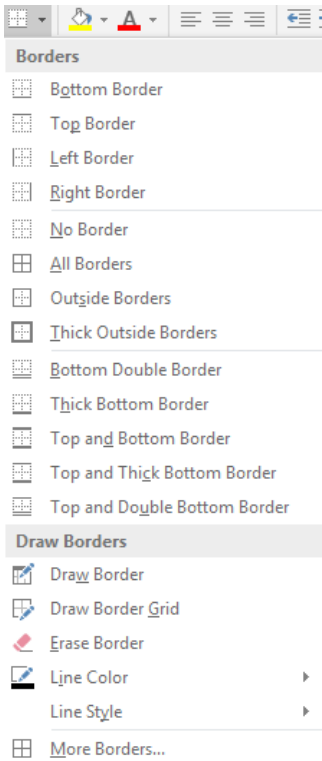 A
Borders
Bottom Border
Top Border
Left Border
Right Border
No Border
All Borders
Outside Borders
Thick Outside Borders
Bottom Double Border
Thick Bottom Border
Top and Bottom Border
Top and Thick Bottom Border
Top and Double Bottom Border
Draw Borders
Draw Border
Draw Border Grid
Erase Border
Line Color
Line Style
More Borders...